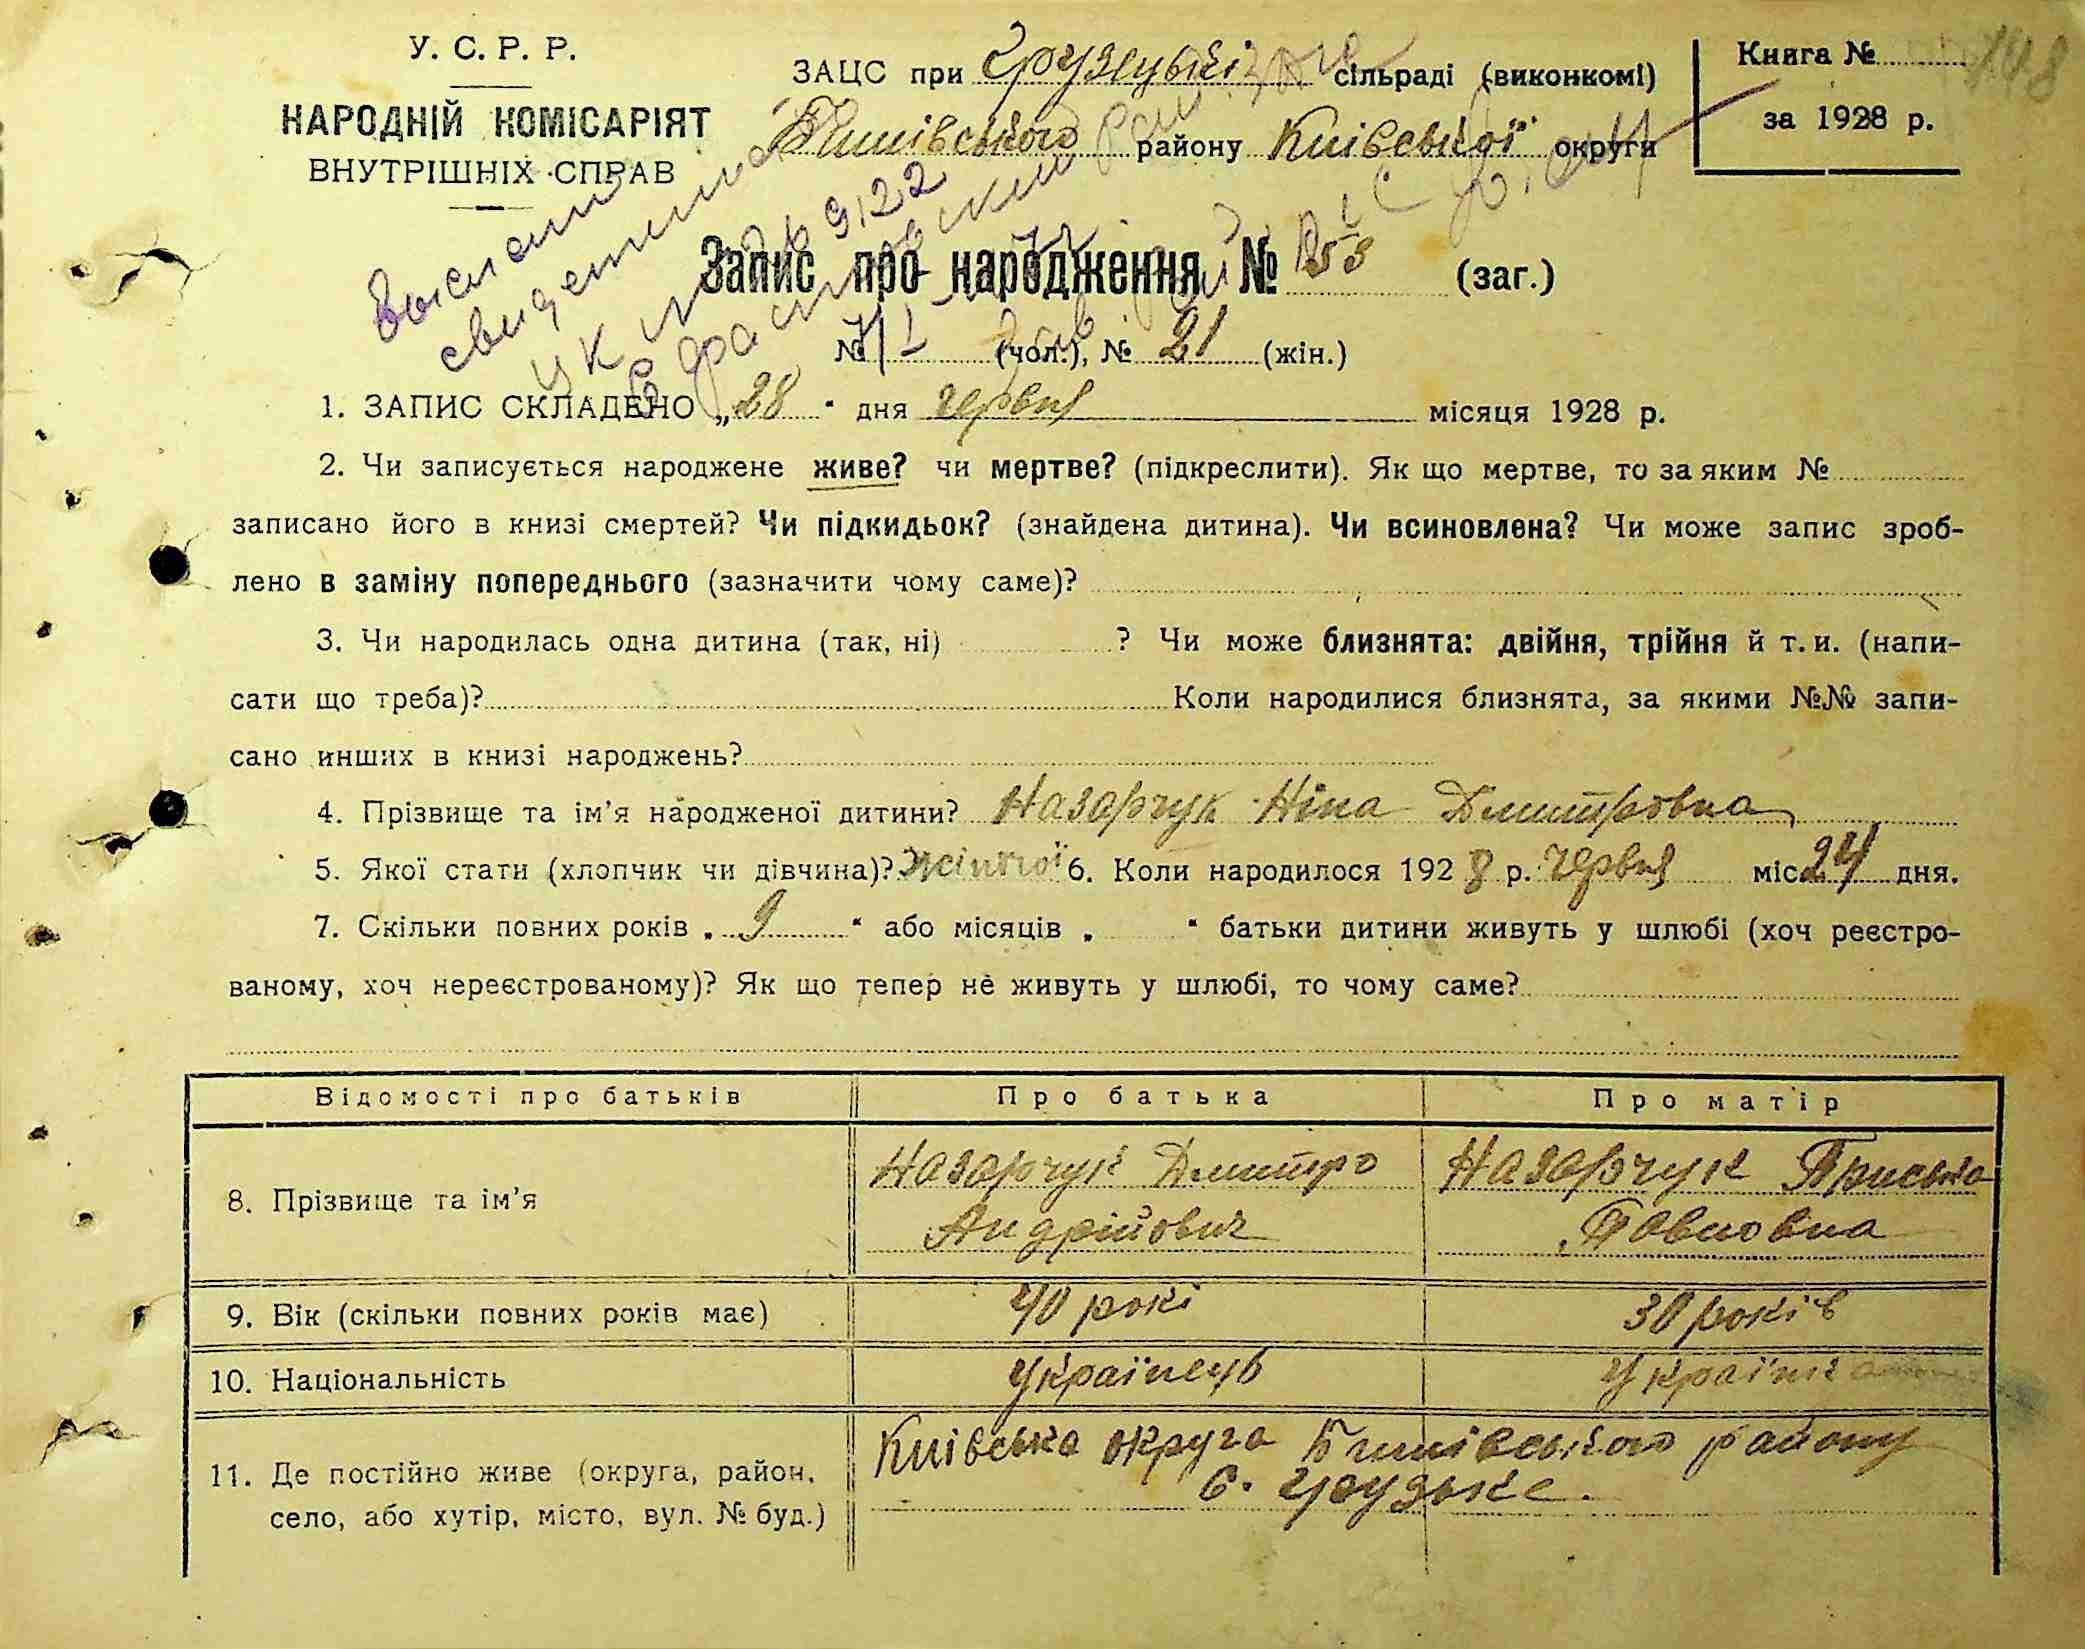 У. С. Р. Р.
НАРОДНІЙ КОМІСАРІЯТ
ВНУТРІШНІХ СПРАВ
ЗАЦС при Грузецькі сільраді (виконкомі)
Бишівського району Київської округи
Книга № 148
за 1928 р.
Выслано
свидетель
Запис про народження № 53 (заг.)
№ (чол.), № 21 (жін.)
1. ЗАПИС СКЛАДЕНО „28“ дня червня місяця 1928 р.
2. Чи записується народжене живе? чи мертве? (підкреслити). Як що мертве, то за яким №
записано його в книзі смертей? Чи підкидьок? (знайдена дитина). Чи всиновлена? Чи може запис зроб-
лено в заміну попереднього (зазначити чому саме)?
3. Чи народилась одна дитина (так, ні) ? Чи може близнята: двійня, трійня й т. и. (напи-
сати що треба)? Коли народилися близнята, за якими №№ запи-
сано инших в книзі народжень?
4. Прізвище та ім’я народженої дитини? Назарчук Ніна Дмитровна
5. Якої стати (хлопчик чи дівчина)? жіночої 6. Коли народилося 1928 р. червня міс. 24 дня.
7. Скільки повних років „9“ або місяців „ “ батьки дитини живуть у шлюбі (хоч реєстро-
ваному, хоч нереєстрованому)? Як що тепер не живуть у шлюбі, то чому саме?
Відомості про батьків Про батька Про матір
8. Прізвище та ім’я Назарчук Дмитро Андрійович Назарчук Приська Павловна
9. Вік (скільки повних років має) 40 рокі 30 років
10. Національність Українець Українка
11. Де постійно живе (округа, район, село, або хутір, місто, вул. № буд.) Київська округа Бишівського району
с. Грузьке.